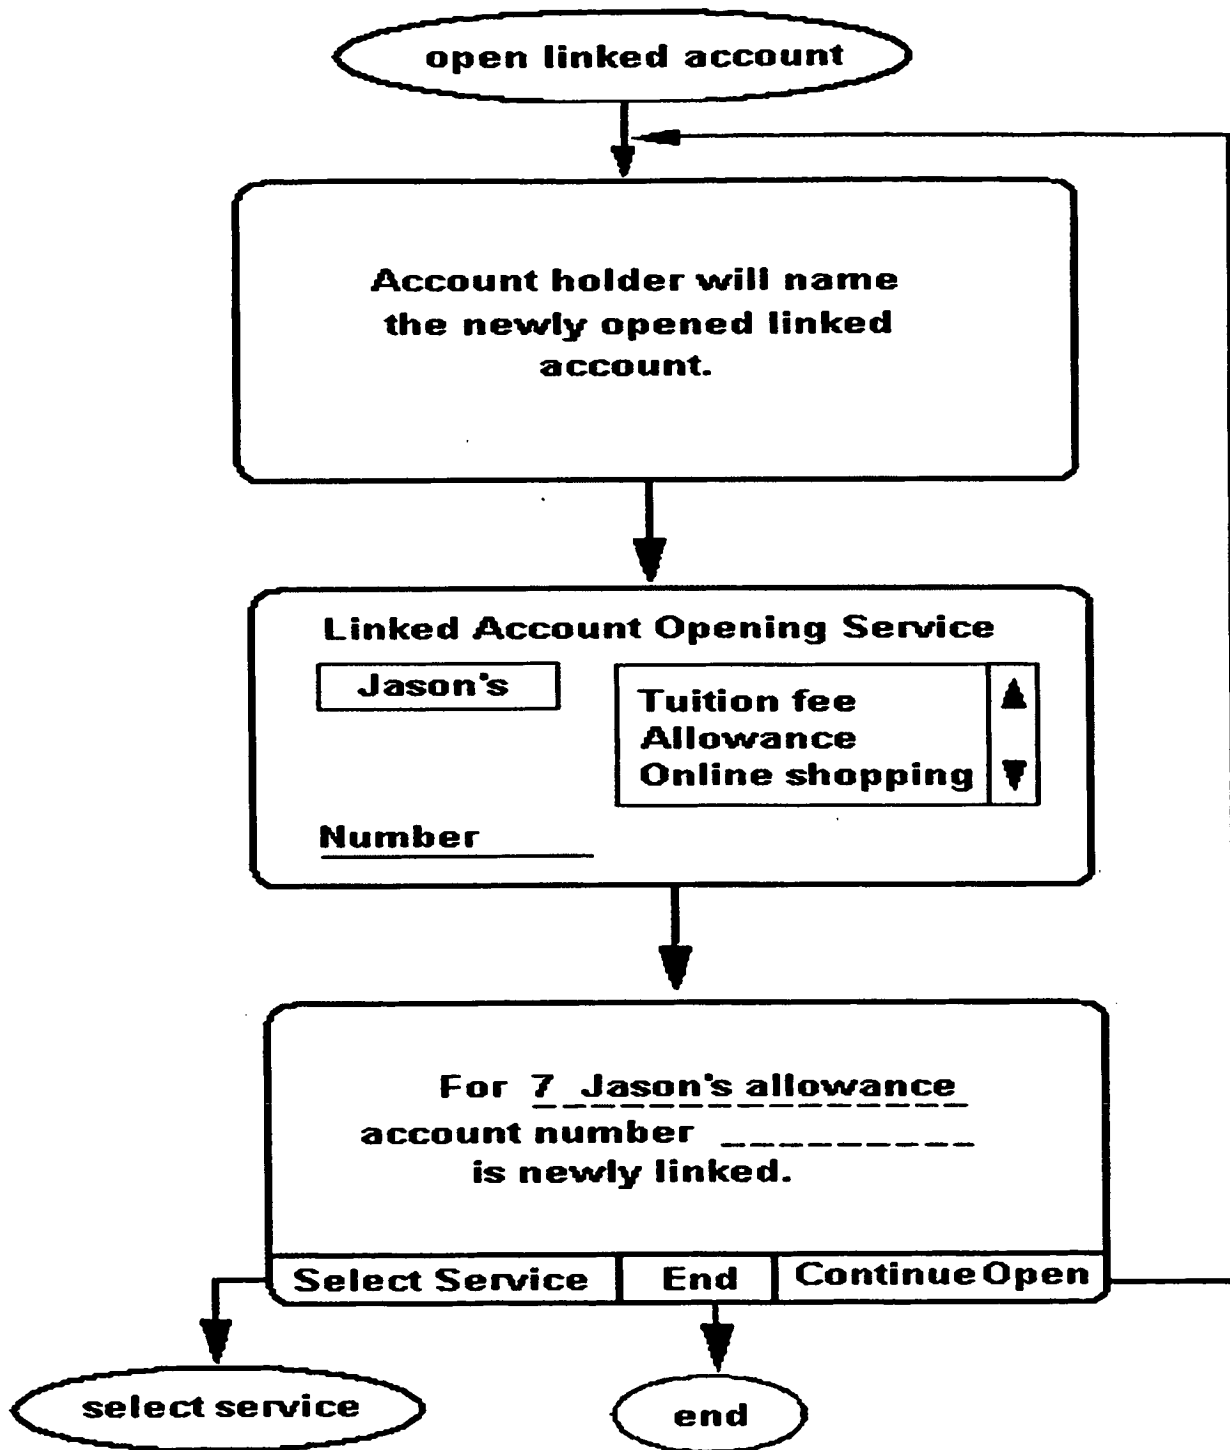 open linked account
Account holder will name
the newly opened linked
account.
Linked Account Opening Service
Jason's
Tuition fee
Allowance
Online shopping
Number
For 7 Jason's allowance
account number
is newly linked.
Select Service End Continue Open
select service
end